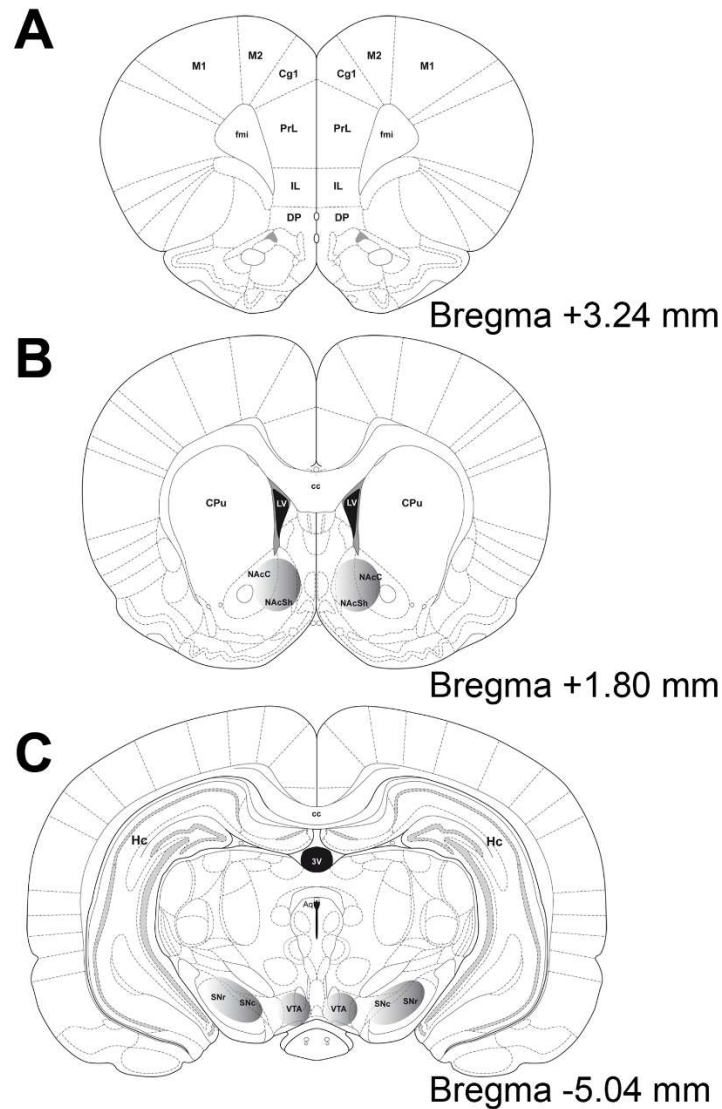 A
M1 M2 Cg1 Cg1 M2 M1
fmi PrL PrL fmi
IL IL
DP DP
Bregma +3.24 mm
B
cc
CPu LV LV CPu
NAcC NAcC
NAcSh NAcSh
Bregma +1.80 mm
C
cc
Hc Hc
3V
Aq
SNr SNc VTA VTA SNc SNr
Bregma -5.04 mm